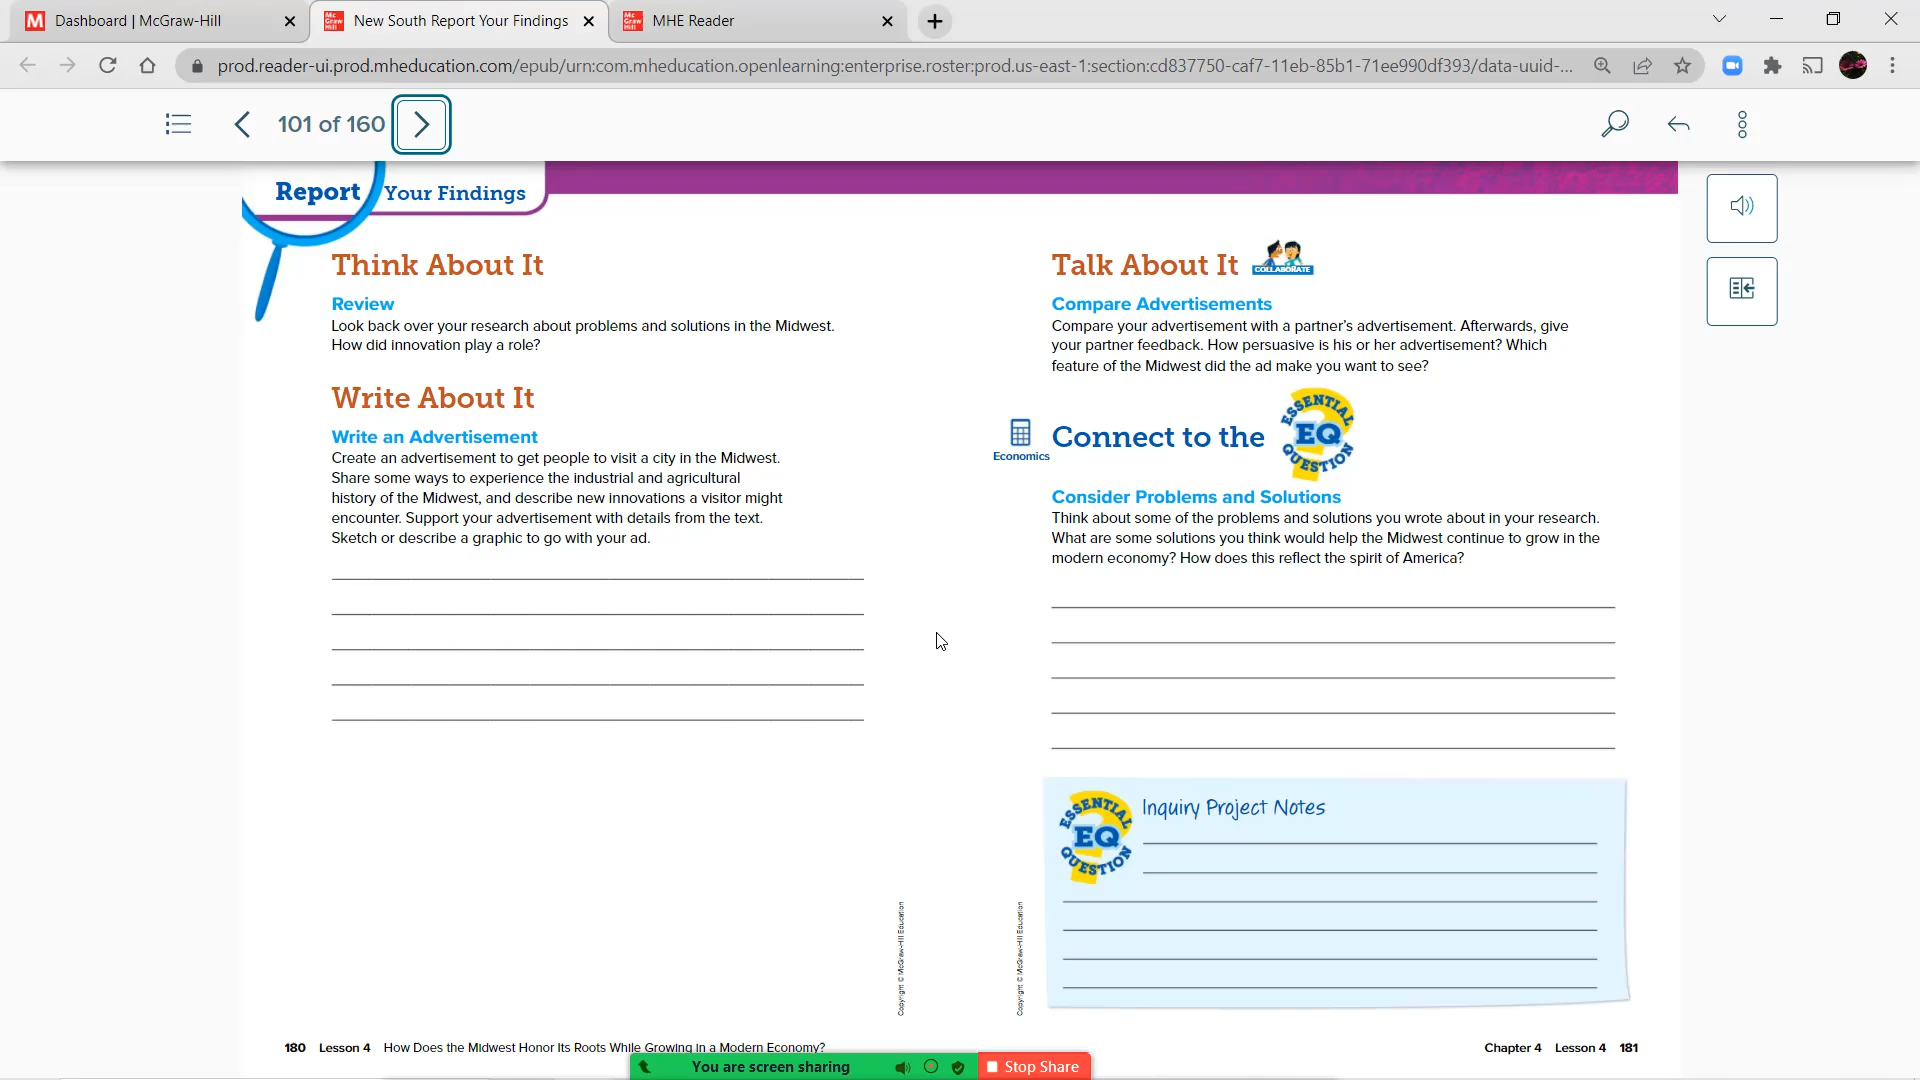 Dashboard | McGraw-Hill
New South Report Your Findings
MHE Reader
prod.reader-ui.prod.mheducation.com/epub/urn:com.mheducation.openlearning:enterprise.roster:prod.us-east-1:section:cd837750-caf7-11eb-85b1-71ee990df393/data-uuid-...
101 of 160
Report Your Findings
Think About It
Review
Look back over your research about problems and solutions in the Midwest.
How did innovation play a role?
Write About It
Write an Advertisement
Create an advertisement to get people to visit a city in the Midwest.
Share some ways to experience the industrial and agricultural
history of the Midwest, and describe new innovations a visitor might
encounter. Support your advertisement with details from the text.
Sketch or describe a graphic to go with your ad.
Copyright © McGraw-Hill Education
180 Lesson 4 How Does the Midwest Honor Its Roots While Growing in a Modern Economy?
Talk About It
COLLABORATE
Compare Advertisements
Compare your advertisement with a partner's advertisement. Afterwards, give
your partner feedback. How persuasive is his or her advertisement? Which
feature of the Midwest did the ad make you want to see?
Economics
Connect to the
ESSENTIAL
EQ
QUESTION
Consider Problems and Solutions
Think about some of the problems and solutions you wrote about in your research.
What are some solutions you think would help the Midwest continue to grow in the
modern economy? How does this reflect the spirit of America?
ESSENTIAL
EQ
QUESTION
Inquiry Project Notes
Copyright © McGraw-Hill Education
Chapter 4 Lesson 4 181
You are screen sharing
Stop Share